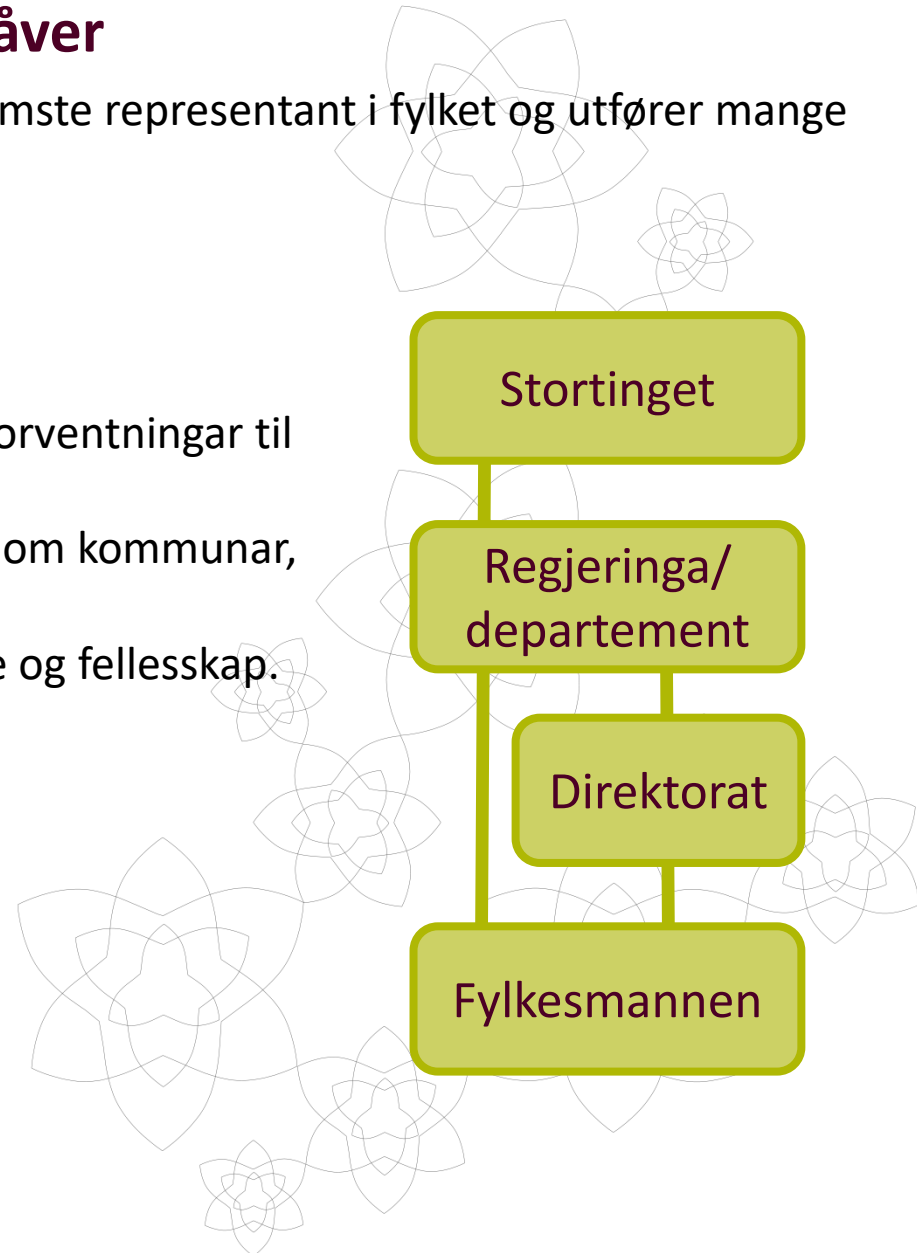 åver
mste representant i fylket og utfører mange
orventningar til
om kommunar,
e og fellesskap.
Stortinget
Regjeringa/
departement
Direktorat
Fylkesmannen